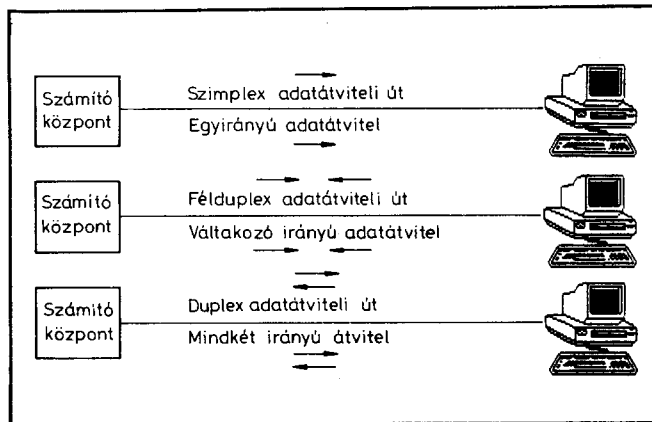 Számító
központ
Szimplex adatátviteli út
Egyirányú adatátvitel
Számító
központ
Félduplex adatátviteli út
Váltakozó irányú adatátvitel
Számító
központ
Duplex adatátviteli út
Mindkét irányú átvitel